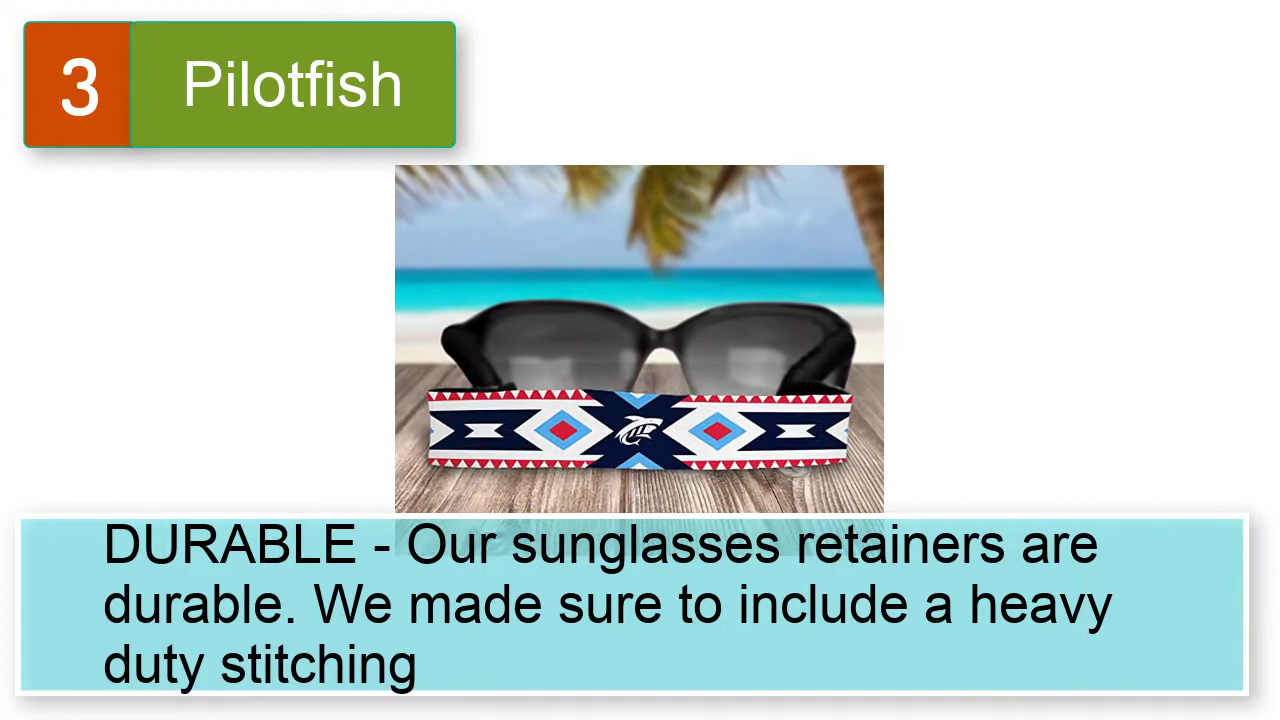 3
Pilotfish
DURABLE - Our sunglasses retainers are
durable. We made sure to include a heavy
duty stitching